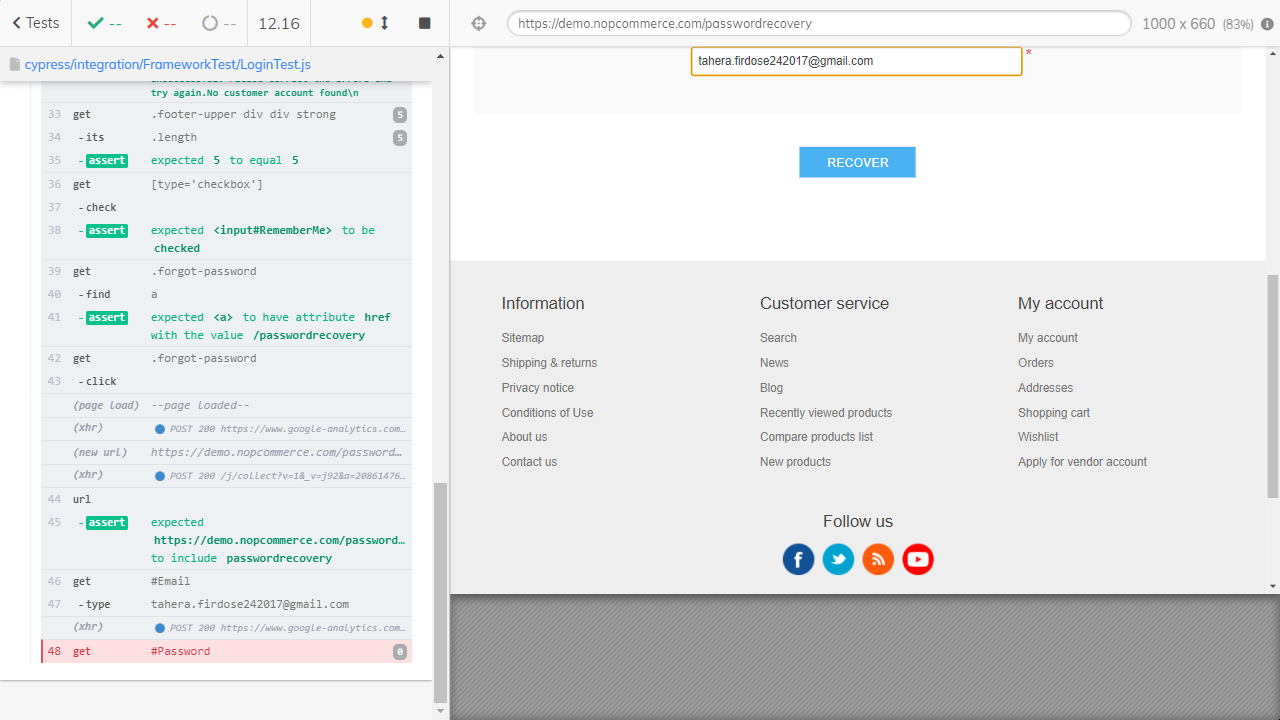 Tests
--
--
--
12.16
https://demo.nopcommerce.com/passwordrecovery
1000 x 660 (83%)
cypress/integration/FrameworkTest/LoginTest.js
try again.No customer account found\n
33 get .footer-upper div div strong 5
34 -its .length 5
35 -assert expected 5 to equal 5
36 get [type='checkbox']
37 -check
38 -assert expected <input#RememberMe> to be
checked
39 get .forgot-password
40 -find a
41 -assert expected <a> to have attribute href
with the value /passwordrecovery
42 get .forgot-password
43 -click
(page load) --page loaded--
(xhr) POST 200 https://www.google-analytics.com…
(new url) https://demo.nopcommerce.com/password…
(xhr) POST 200 /j/collect?v=1&_v=j92&a=20861476…
44 url
45 -assert expected
https://demo.nopcommerce.com/password…
to include passwordrecovery
46 get #Email
47 -type tahera.firdose242017@gmail.com
(xhr) POST 200 https://www.google-analytics.com…
48 get #Password 0
tahera.firdose242017@gmail.com *
RECOVER
Information
Sitemap
Shipping & returns
Privacy notice
Conditions of Use
About us
Contact us
Customer service
Search
News
Blog
Recently viewed products
Compare products list
New products
My account
My account
Orders
Addresses
Shopping cart
Wishlist
Apply for vendor account
Follow us